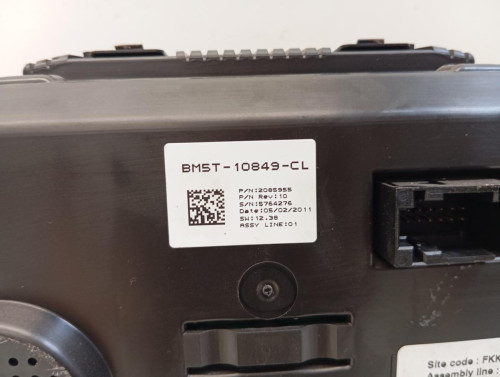 BM5T-10849-CL
P/N:2085955
P/N Rev:10
S/N:5764276
Date:05/02/2011
SW:12.38
ASSY LINE:01
Site code : FKK
Assembly line :